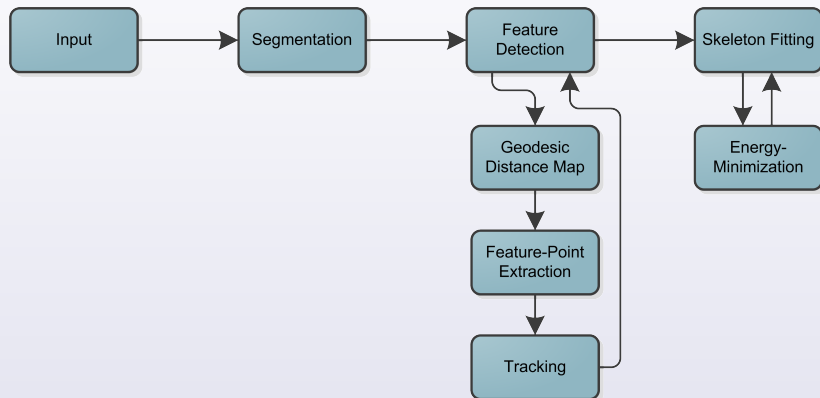 Input
Segmentation
Feature
Detection
Skeleton Fitting
Geodesic
Distance Map
Energy-
Minimization
Feature-Point
Extraction
Tracking